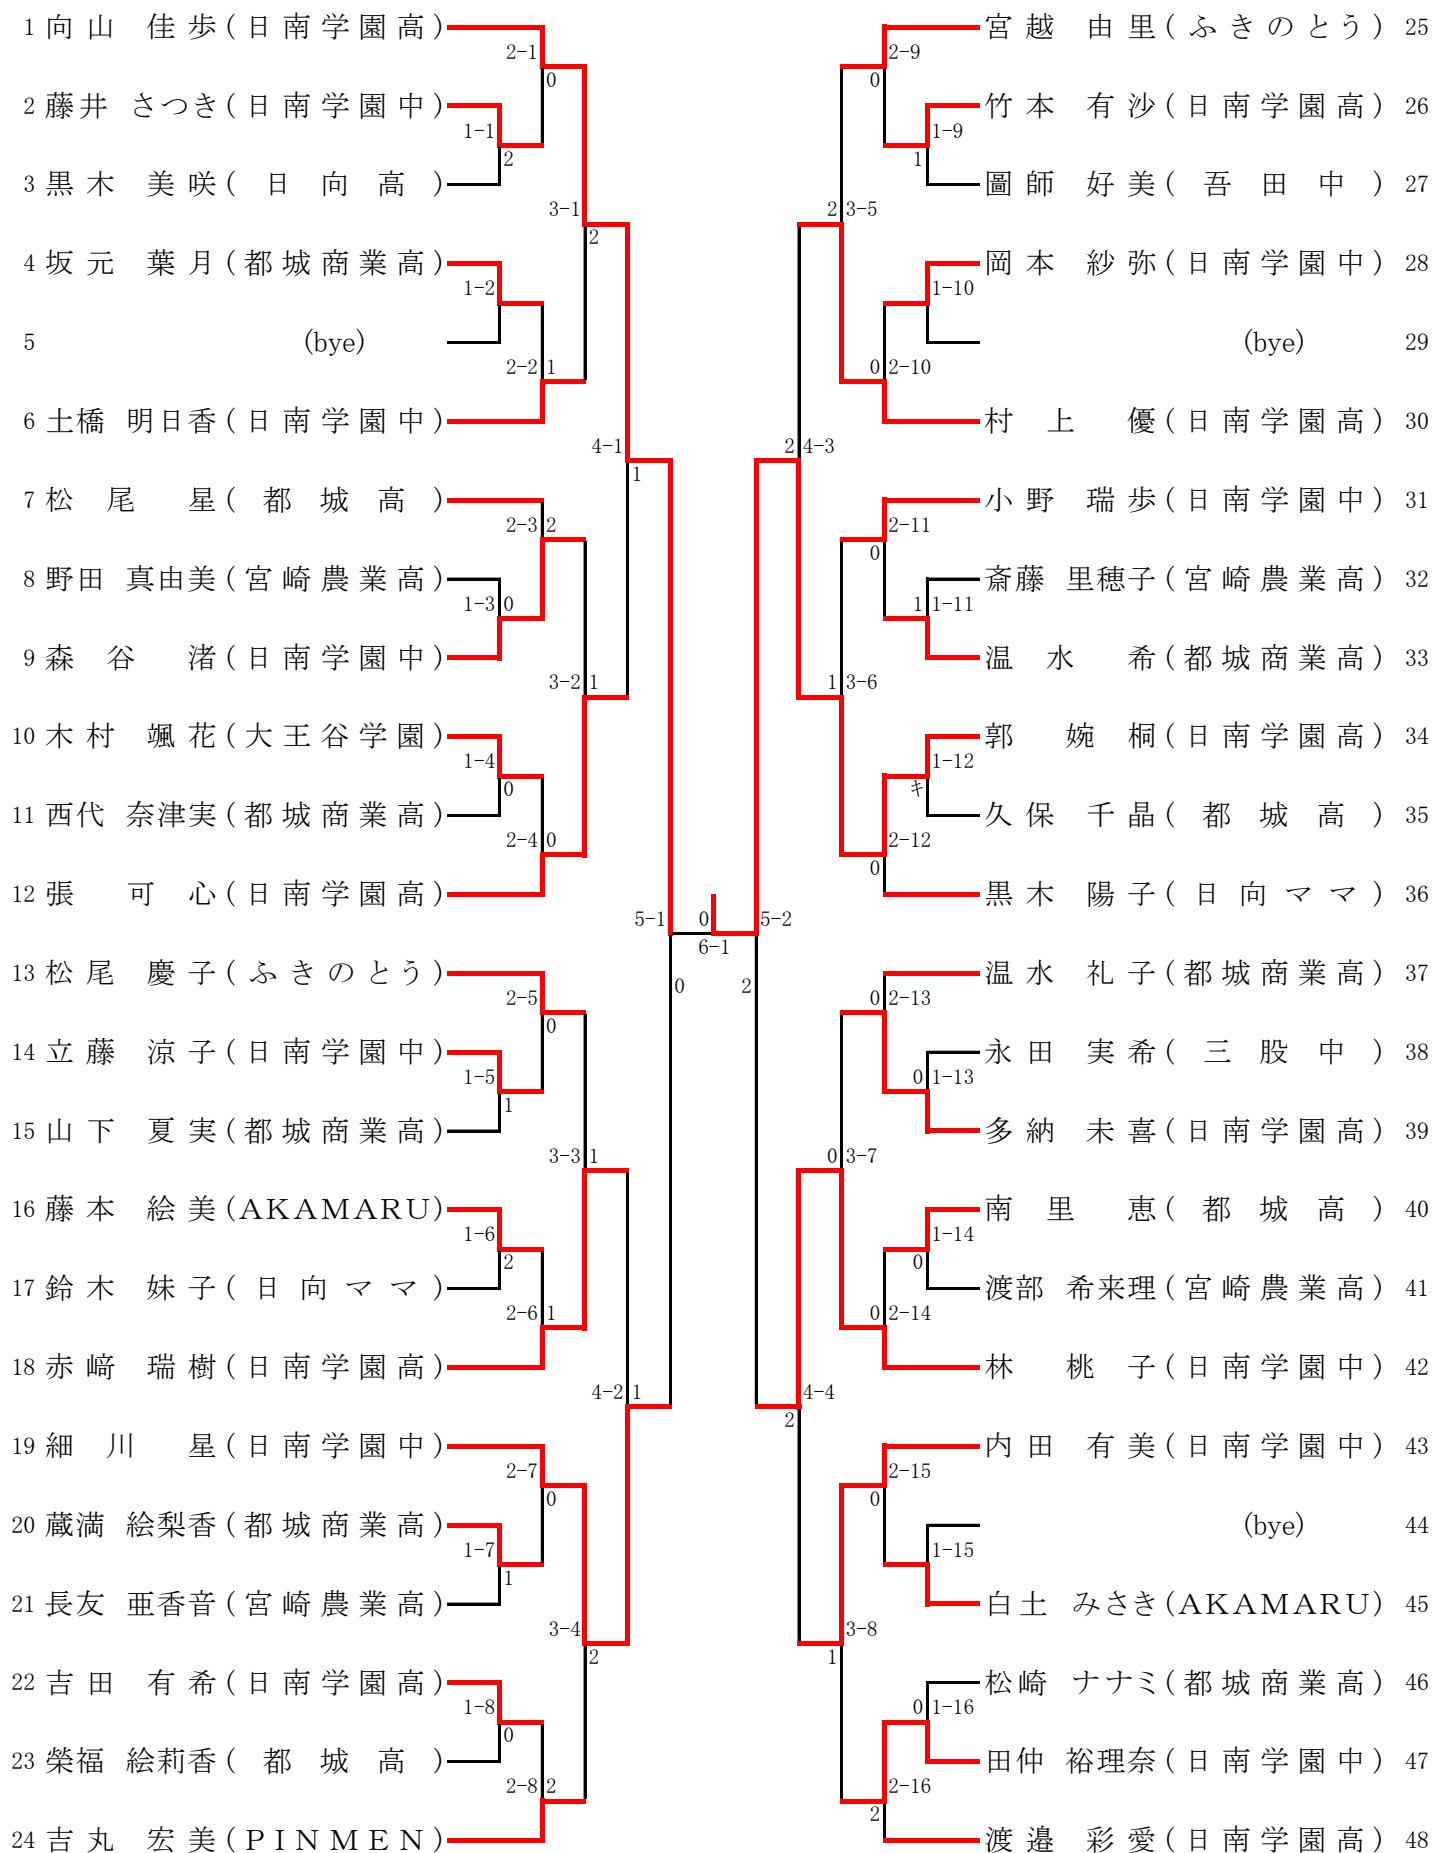 1 向山 佳歩(日南学園高) 宮越 由里(ふきのとう) 25
2-1 2-9
0 0
2 藤井 さつき(日南学園中) 竹本 有沙(日南学園高) 26
1-1 1-9
2 1
3 黒木 美咲(日向高) 圖師 好美(吾田中) 27
3-1 2 3-5
2
4 坂元 葉月(都城商業高) 岡本 紗弥(日南学園中) 28
1-2 1-10
5 (bye) (bye) 29
2-2 1 0 2-10
6 土橋 明日香(日南学園中) 村上 優(日南学園高) 30
4-1 2 4-3
1
7 松尾 星(都城高) 小野 瑞歩(日南学園中) 31
2-3 2 2-11
0
8 野田 真由美(宮崎農業高) 斎藤 里穂子(宮崎農業高) 32
1-3 0 1 1-11
9 森谷 渚(日南学園中) 温水 希(都城商業高) 33
3-2 1 1 3-6
10 木村 颯花(大王谷学園) 郭 婉桐(日南学園高) 34
1-4 1-12
0 キ
11 西代 奈津実(都城商業高) 久保 千晶(都城高) 35
2-4 0 2-12
0
12 張 可心(日南学園高) 黒木 陽子(日向ママ) 36
5-1 0 5-2
6-1
13 松尾 慶子(ふきのとう) 温水 礼子(都城商業高) 37
0 2
2-5 0 2-13
0
14 立藤 涼子(日南学園中) 永田 実希(三股中) 38
1-5 0 1-13
1
15 山下 夏実(都城商業高) 多納 未喜(日南学園高) 39
3-3 1 0 3-7
16 藤本 絵美(AKAMARU) 南里 恵(都城高) 40
1-6 1-14
2 0
17 鈴木 妹子(日向ママ) 渡部 希来理(宮崎農業高) 41
2-6 1 0 2-14
18 赤﨑 瑞樹(日南学園高) 林 桃子(日南学園中) 42
4-2 1 4-4
2
19 細川 星(日南学園中) 内田 有美(日南学園中) 43
2-7 2-15
0 0
20 蔵満 絵梨香(都城商業高) (bye) 44
1-7 1-15
1
21 長友 亜香音(宮崎農業高) 白土 みさき(AKAMARU) 45
3-4 3-8
2 1
22 吉田 有希(日南学園高) 松崎 ナナミ(都城商業高) 46
1-8 0 1-16
0
23 榮福 絵莉香(都城高) 田仲 裕理奈(日南学園中) 47
2-8 2 2-16
2
24 吉丸 宏美(PINMEN) 渡邉 彩愛(日南学園高) 48